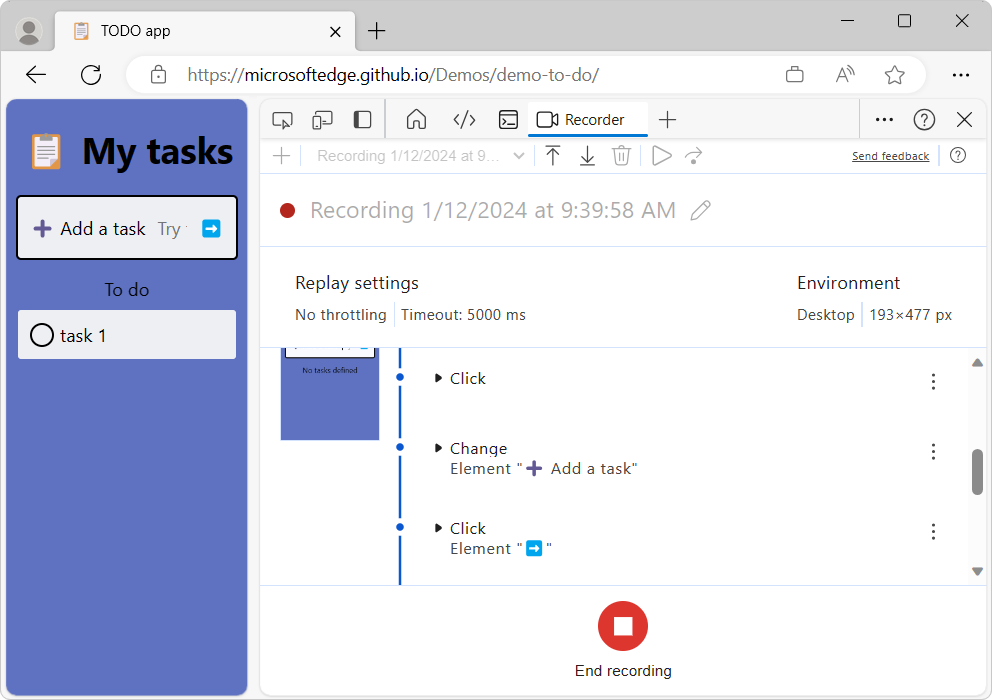 TODO app
https://microsoftedge.github.io/Demos/demo-to-do/
My tasks
Add a task Try
To do
task 1
Recorder
Recording 1/12/2024 at 9...
Send feedback
Recording 1/12/2024 at 9:39:58 AM
Replay settings
No throttling Timeout: 5000 ms
Environment
Desktop 193×477 px
No tasks defined
Click
Change
Element "➕ Add a task"
Click
Element "➡️"
End recording